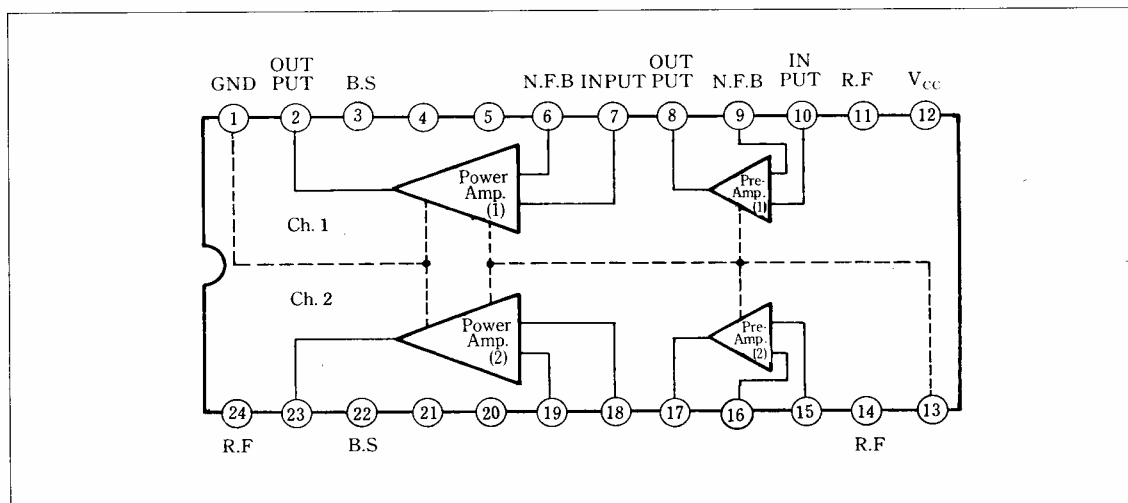 OUT OUT IN
GND PUT B.S N.F.B INPUT PUT N.F.B PUT R.F VCC
1 2 3 4 5 6 7 8 9 10 11 12
Power
Amp.
(1)
Pre-
Amp.
(1)
Ch. 1
Ch. 2
Power
Amp.
(2)
Pre-
Amp.
(2)
24 23 22 21 20 19 18 17 16 15 14 13
R.F B.S R.F